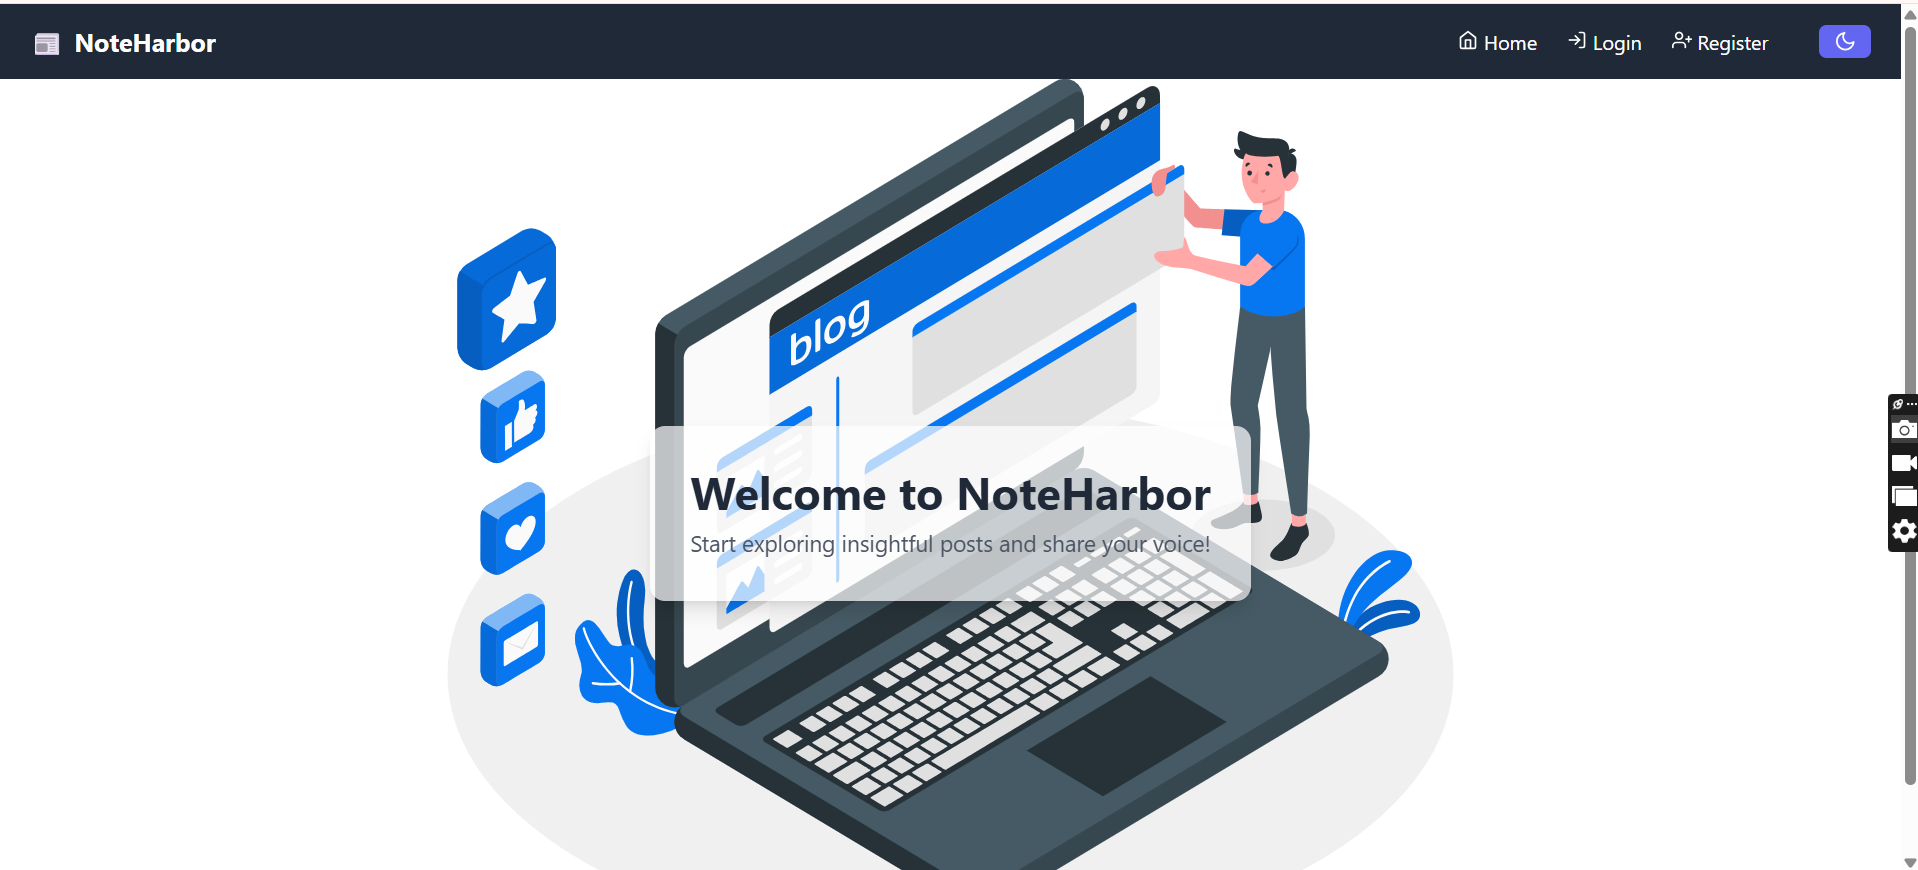 NoteHarbor
Home
Login
Register
blog
Welcome to NoteHarbor
Start exploring insightful posts and share your voice!